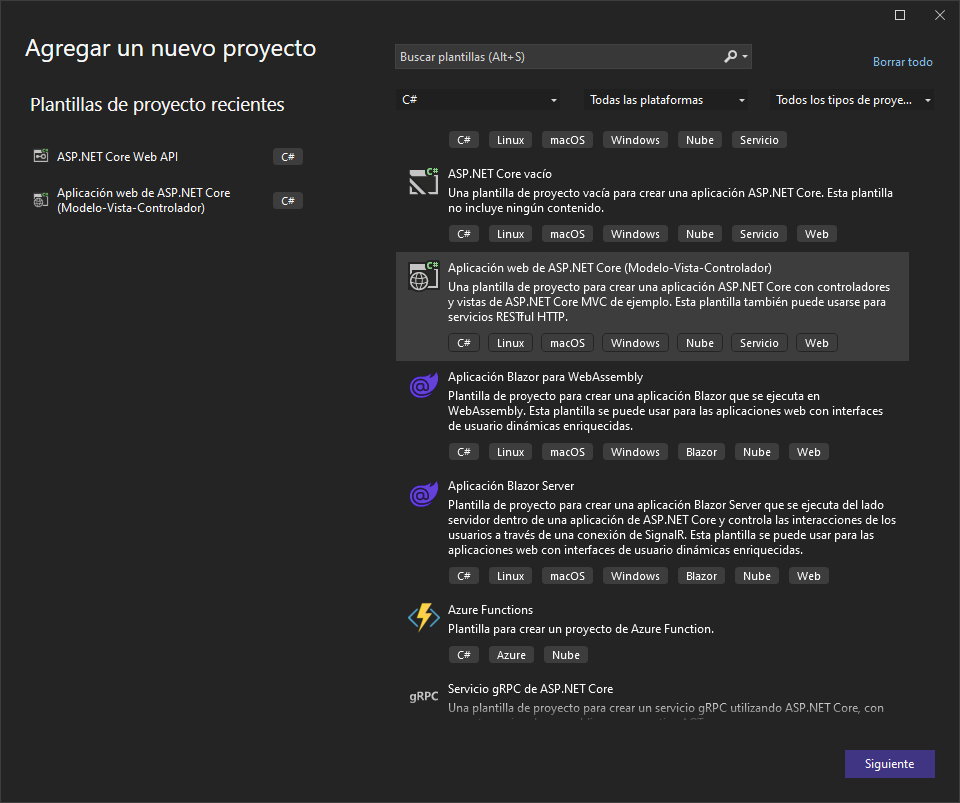 Agregar un nuevo proyecto
Buscar plantillas (Alt+S)
Borrar todo
Plantillas de proyecto recientes
C#
Todas las plataformas
Todos los tipos de proye...
ASP.NET Core Web API
C#
Aplicación web de ASP.NET Core
(Modelo-Vista-Controlador)
C#
C# Linux macOS Windows Nube Servicio
C#
ASP.NET Core vacío
Una plantilla de proyecto vacía para crear una aplicación ASP.NET Core. Esta plantilla
no incluye ningún contenido.
C# Linux macOS Windows Nube Servicio Web
C#
Aplicación web de ASP.NET Core (Modelo-Vista-Controlador)
Una plantilla de proyecto para crear una aplicación ASP.NET Core con controladores
y vistas de ASP.NET Core MVC de ejemplo. Esta plantilla también puede usarse para
servicios RESTful HTTP.
C# Linux macOS Windows Nube Servicio Web
Aplicación Blazor para WebAssembly
Plantilla de proyecto para crear una aplicación Blazor que se ejecuta en
WebAssembly. Esta plantilla se puede usar para las aplicaciones web con interfaces
de usuario dinámicas enriquecidas.
C# Linux macOS Windows Blazor Nube Web
Aplicación Blazor Server
Plantilla de proyecto para crear una aplicación Blazor Server que se ejecuta del lado
servidor dentro de una aplicación de ASP.NET Core y controla las interacciones de los
usuarios a través de una conexión de SignalR. Esta plantilla se puede usar para las
aplicaciones web con interfaces de usuario dinámicas enriquecidas.
C# Linux macOS Windows Blazor Nube Web
Azure Functions
Plantilla para crear un proyecto de Azure Function.
C# Azure Nube
gRPC
Servicio gRPC de ASP.NET Core
Una plantilla de proyecto para crear un servicio gRPC utilizando ASP.NET Core, con
Siguiente